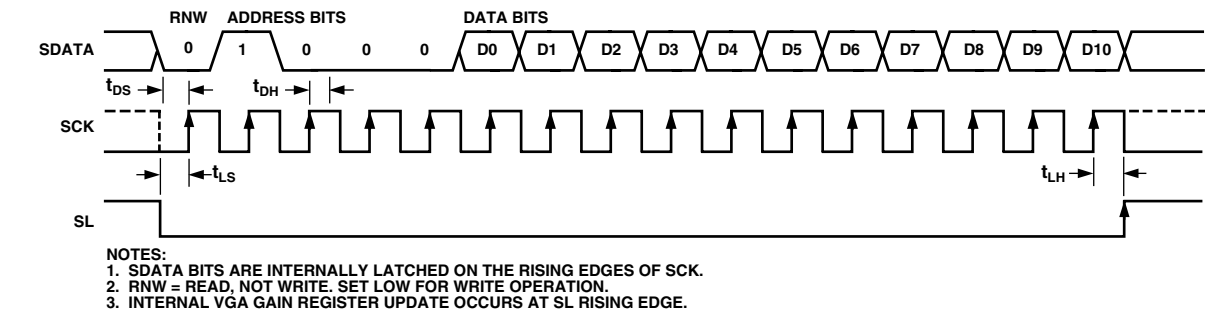 RNW ADDRESS BITS DATA BITS
SDATA 0 1 0 0 0 D0 D1 D2 D3 D4 D5 D6 D7 D8 D9 D10
tDS tDH
SCK
tLS tLH
SL
NOTES:
1. SDATA BITS ARE INTERNALLY LATCHED ON THE RISING EDGES OF SCK.
2. RNW = READ, NOT WRITE. SET LOW FOR WRITE OPERATION.
3. INTERNAL VGA GAIN REGISTER UPDATE OCCURS AT SL RISING EDGE.